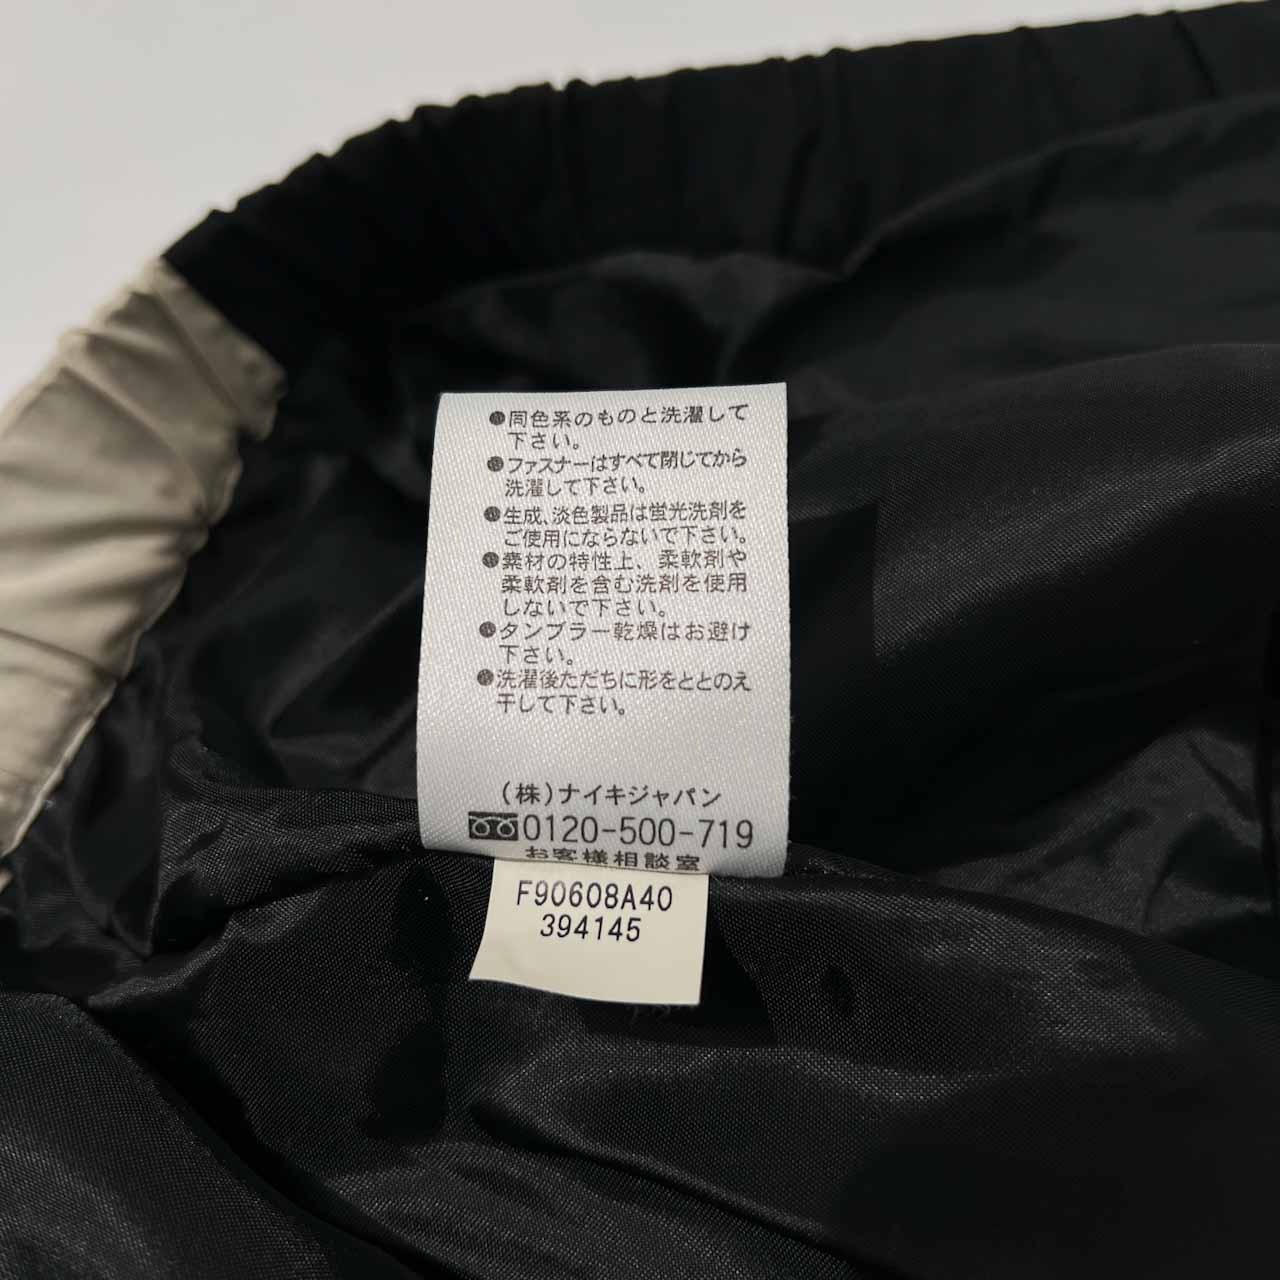 ●同色系のものと洗濯して
下さい。
●ファスナーはすべて閉じてから
洗濯して下さい。
●生成、淡色製品は蛍光洗剤を
ご使用にならないで下さい。
●素材の特性上、柔軟剤や
柔軟剤を含む洗剤を使用
しないで下さい。
●タンブラー乾燥はお避け
下さい。
●洗濯後ただちに形をととのえ
干して下さい。
(株)ナイキジャパン
0120-500-719
お客様相談室
F90608A40
394145